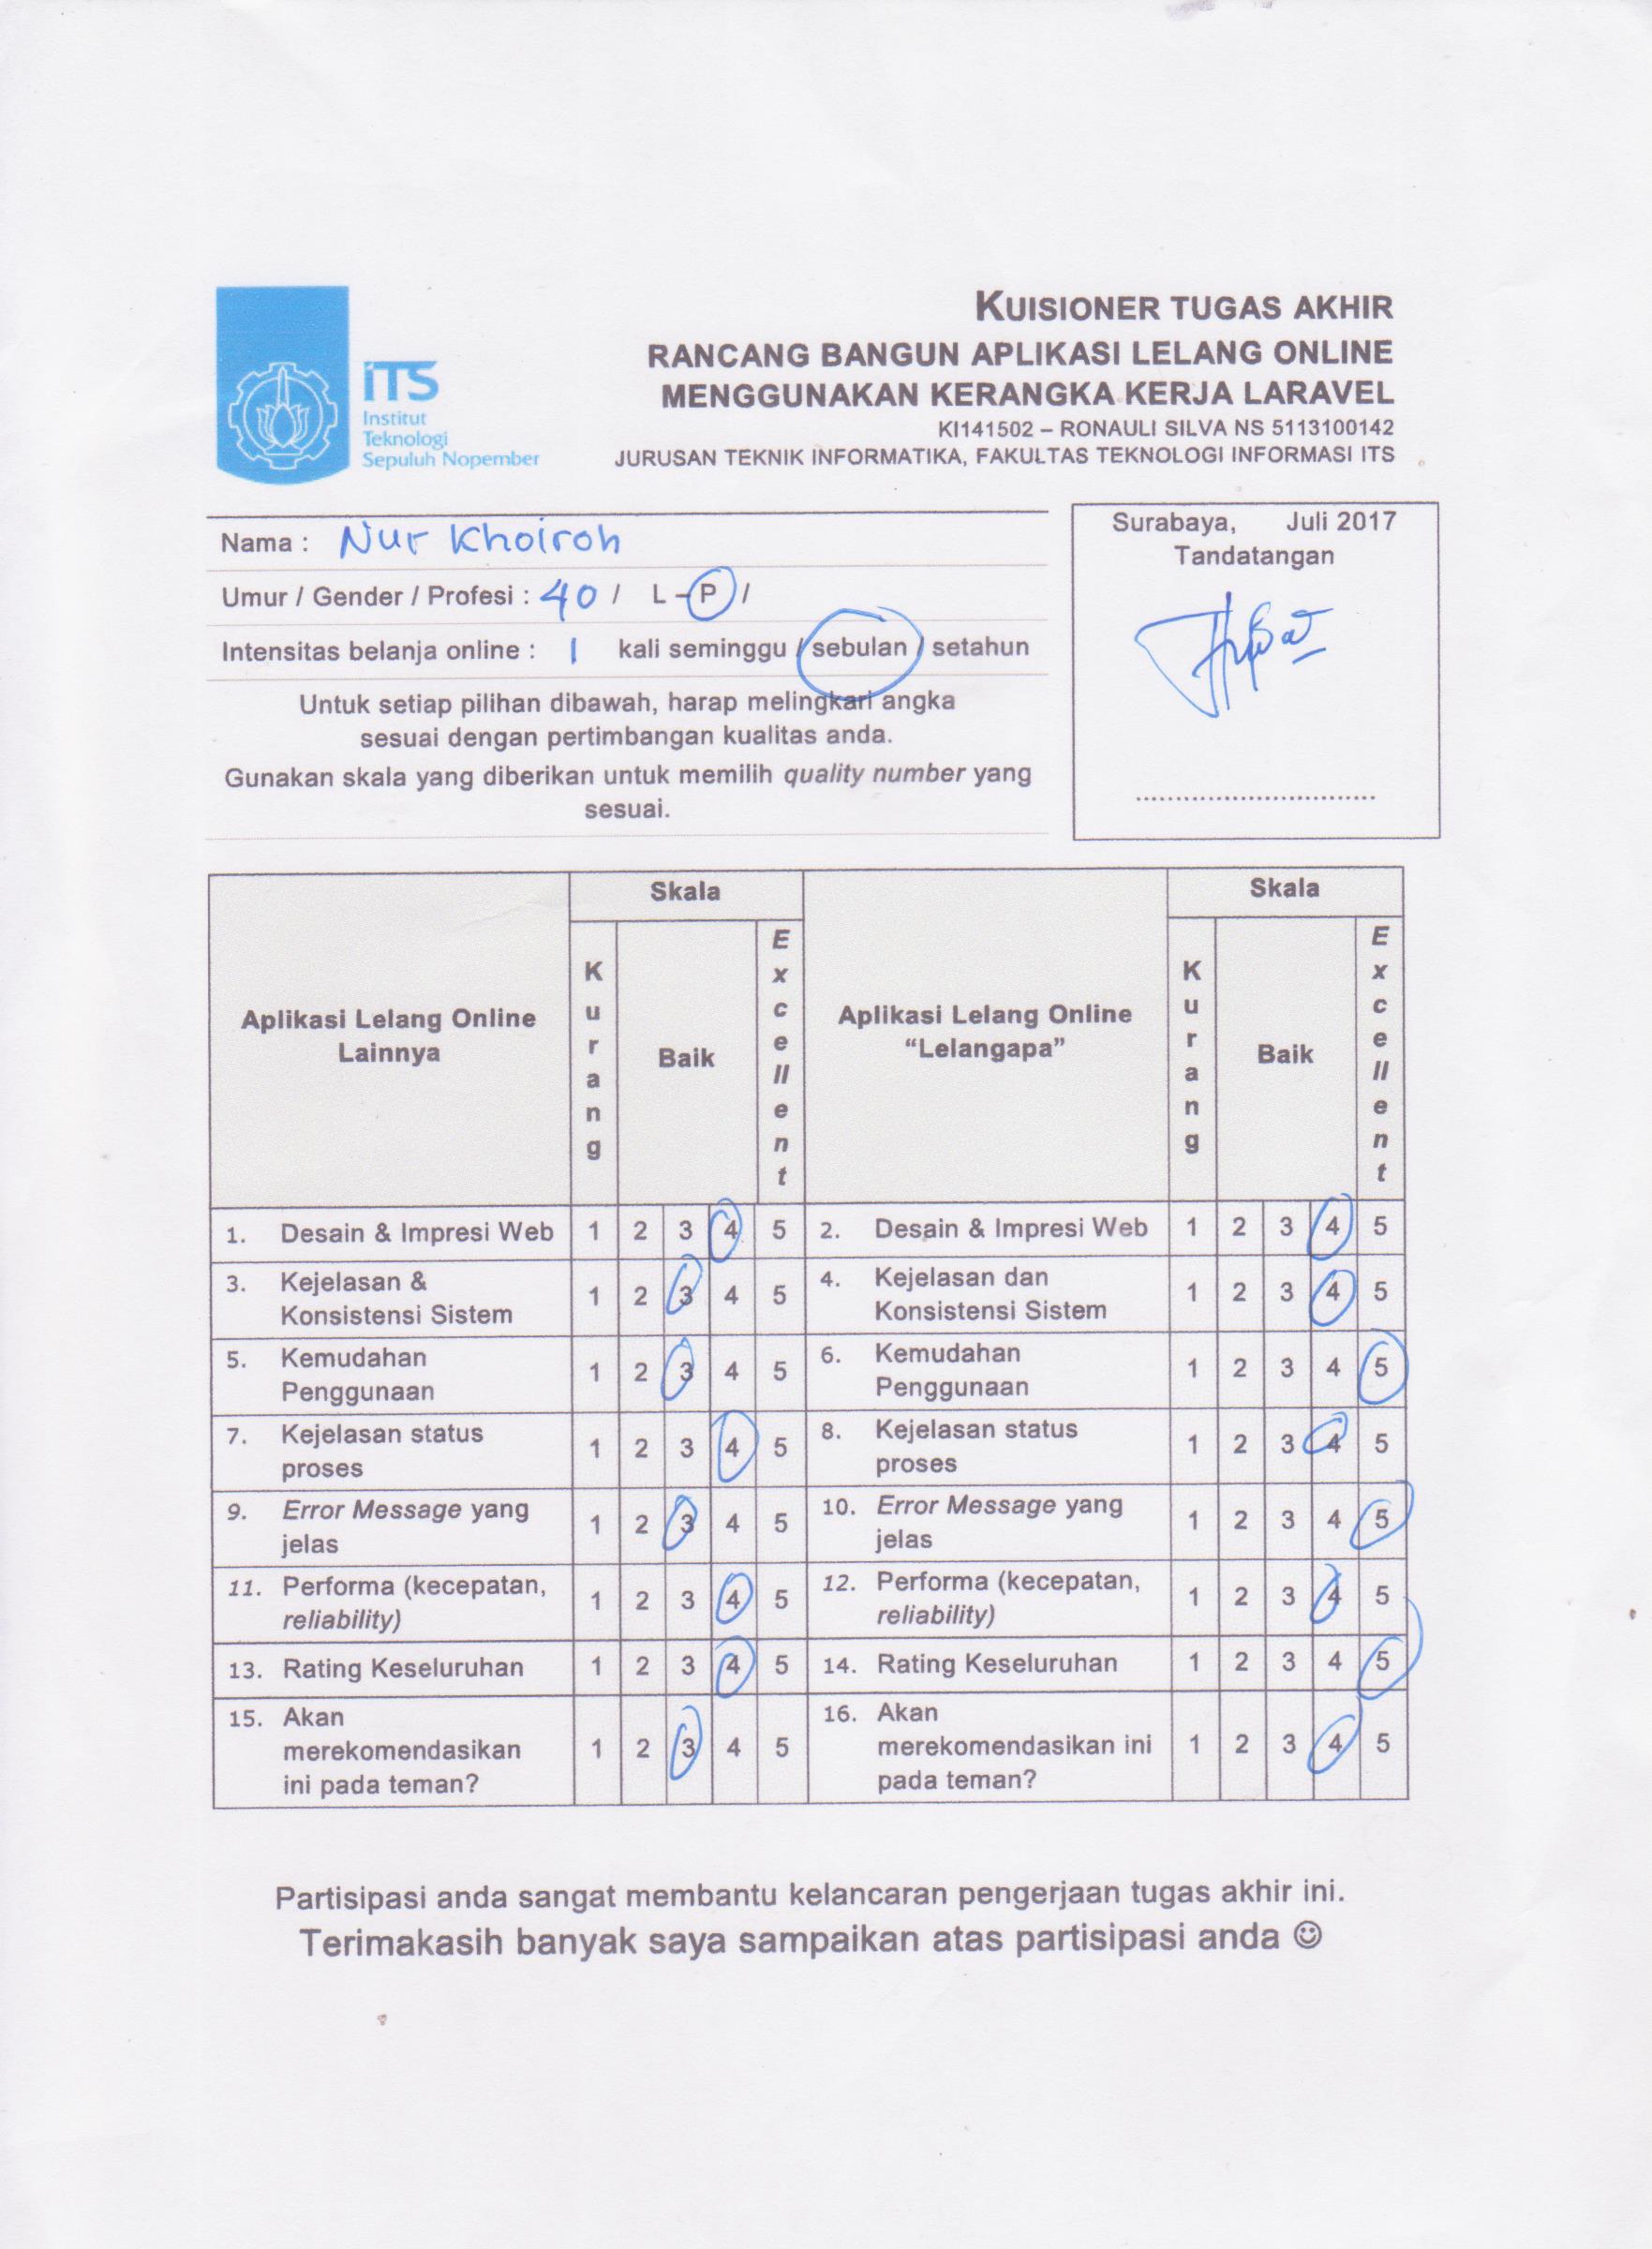 KUISIONER TUGAS AKHIR
RANCANG BANGUN APLIKASI LELANG ONLINE
MENGGUNAKAN KERANGKA KERJA LARAVEL
KI141502 – RONAULI SILVA NS 5113100142
JURUSAN TEKNIK INFORMATIKA, FAKULTAS TEKNOLOGI INFORMASI ITS
ITS
Institut
Teknologi
Sepuluh Nopember
Nama : Nur Khoiroh
Umur / Gender / Profesi : 40 / L – P /
Intensitas belanja online : 1 kali seminggu / sebulan / setahun
Untuk setiap pilihan dibawah, harap melingkari angka
sesuai dengan pertimbangan kualitas anda.
Gunakan skala yang diberikan untuk memilih quality number yang
sesuai.
Surabaya, Juli 2017
Tandatangan
Aplikasi Lelang Online
Lainnya
Skala
Kurang
Baik
Excellent
Aplikasi Lelang Online
“Lelangapa”
Skala
Kurang
Baik
Excellent
1. Desain & Impresi Web 1 2 3 4 5
2. Desain & Impresi Web 1 2 3 4 5
3. Kejelasan &
Konsistensi Sistem 1 2 3 4 5
4. Kejelasan dan
Konsistensi Sistem 1 2 3 4 5
5. Kemudahan
Penggunaan 1 2 3 4 5
6. Kemudahan
Penggunaan 1 2 3 4 5
7. Kejelasan status
proses 1 2 3 4 5
8. Kejelasan status
proses 1 2 3 4 5
9. Error Message yang
jelas 1 2 3 4 5
10. Error Message yang
jelas 1 2 3 4 5
11. Performa (kecepatan,
reliability) 1 2 3 4 5
12. Performa (kecepatan,
reliability) 1 2 3 4 5
13. Rating Keseluruhan 1 2 3 4 5
14. Rating Keseluruhan 1 2 3 4 5
15. Akan
merekomendasikan 1 2 3 4 5
ini pada teman?
16. Akan
merekomendasikan ini 1 2 3 4 5
pada teman?
Partisipasi anda sangat membantu kelancaran pengerjaan tugas akhir ini.
Terimakasih banyak saya sampaikan atas partisipasi anda ☺